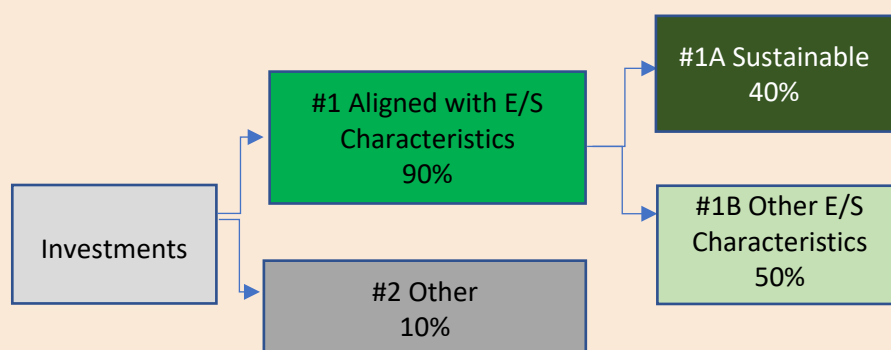 Investments
#1 Aligned with E/S
Characteristics
90%
#2 Other
10%
#1A Sustainable
40%
#1B Other E/S
Characteristics
50%